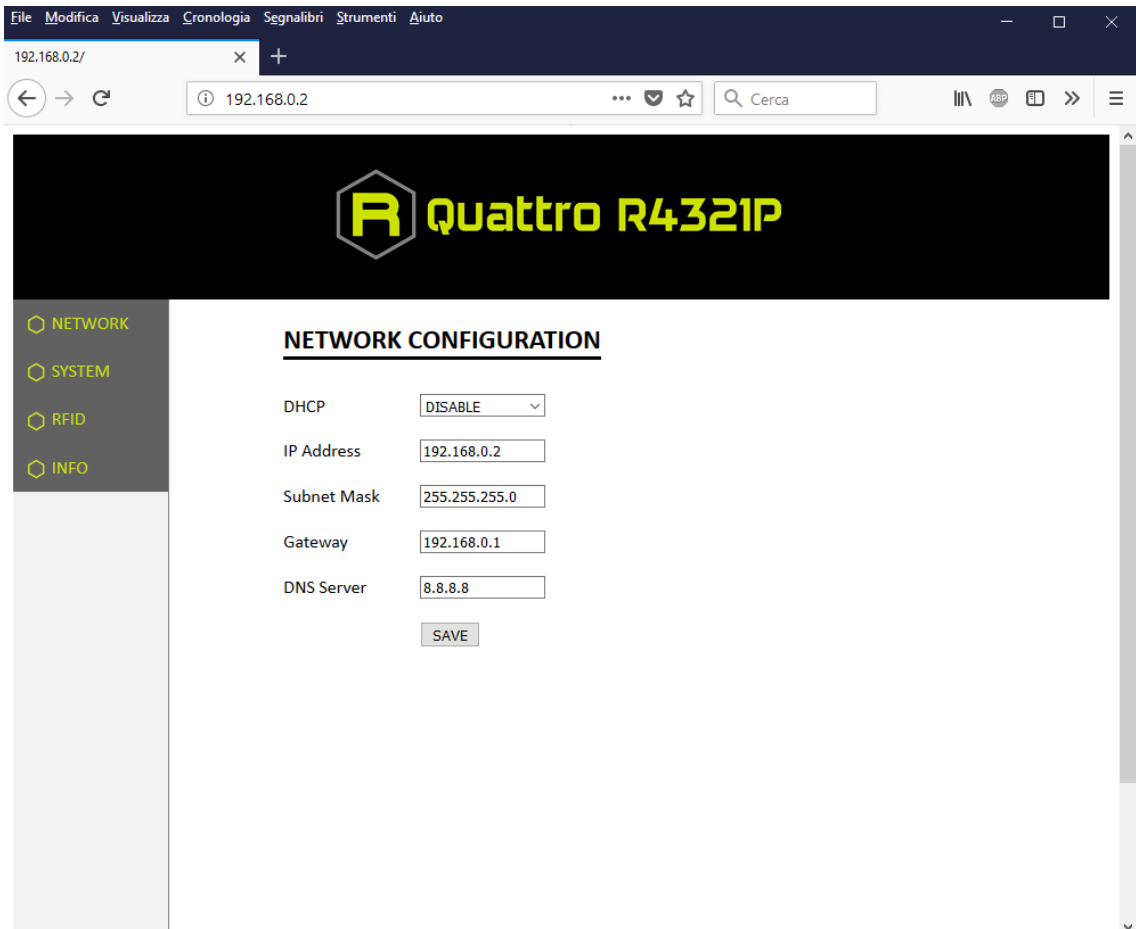 File Modifica Visualizza Cronologia Segnalibri Strumenti Aiuto
192.168.0.2/
192.168.0.2
Cerca
ABP
R Quattro R4321P
NETWORK
SYSTEM
RFID
INFO
NETWORK CONFIGURATION
DHCP DISABLE
IP Address 192.168.0.2
Subnet Mask 255.255.255.0
Gateway 192.168.0.1
DNS Server 8.8.8.8
SAVE